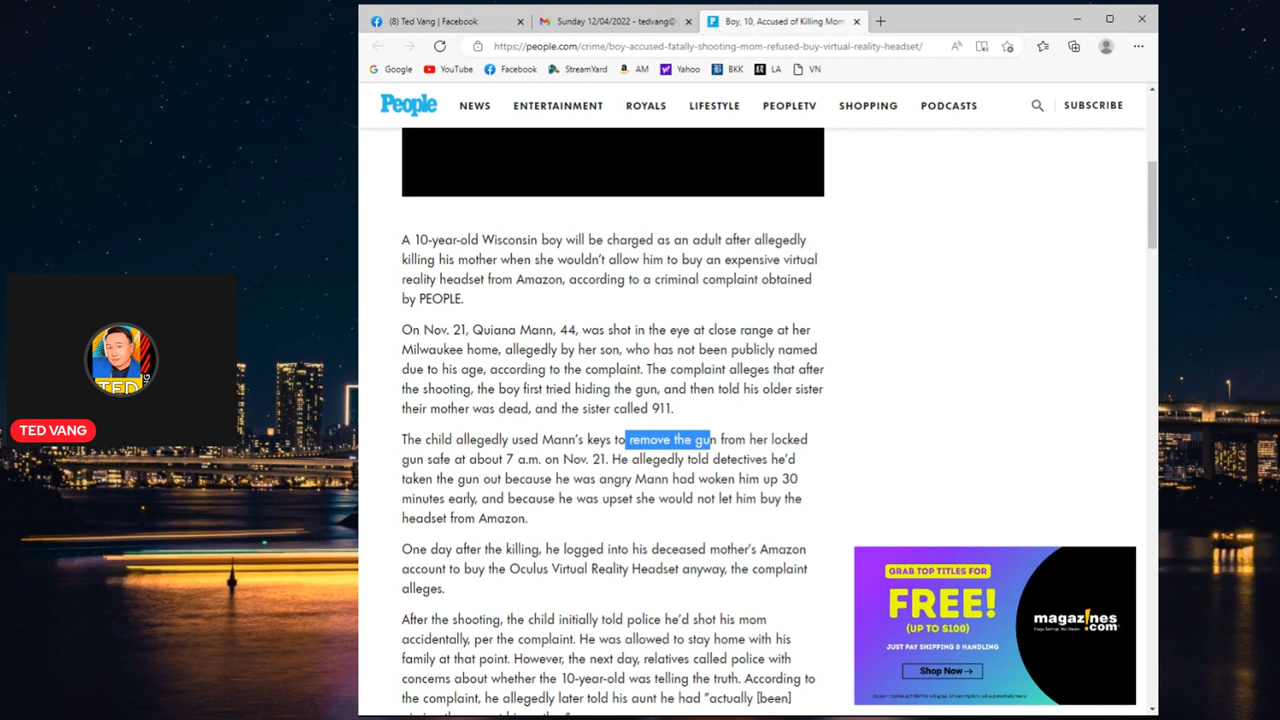 (8) Ted Vang | Facebook
Sunday 12/04/2022 - tedvang@
Boy, 10, Accused of Killing Mom
https://people.com/crime/boy-accused-fatally-shooting-mom-refused-buy-virtual-reality-headset/
Google YouTube Facebook StreamYard AM Yahoo BKK LA VN
People NEWS ENTERTAINMENT ROYALS LIFESTYLE PEOPLETV SHOPPING PODCASTS SUBSCRIBE
A 10-year-old Wisconsin boy will be charged as an adult after allegedly
killing his mother when she wouldn't allow him to buy an expensive virtual
reality headset from Amazon, according to a criminal complaint obtained
by PEOPLE.
On Nov. 21, Quiana Mann, 44, was shot in the eye at close range at her
Milwaukee home, allegedly by her son, who has not been publicly named
due to his age, according to the complaint. The complaint alleges that after
the shooting, the boy first tried hiding the gun, and then told his older sister
their mother was dead, and the sister called 911.
The child allegedly used Mann's keys to remove the gun from her locked
gun safe at about 7 a.m. on Nov. 21. He allegedly told detectives he'd
taken the gun out because he was angry Mann had woken him up 30
minutes early, and because he was upset she would not let him buy the
headset from Amazon.
One day after the killing, he logged into his deceased mother's Amazon
account to buy the Oculus Virtual Reality Headset anyway, the complaint
alleges.
After the shooting, the child initially told police he'd shot his mom
accidentally, per the complaint. He was allowed to stay home with his
family at that point. However, the next day, relatives called police with
concerns about whether the 10-year-old was telling the truth. According to
the complaint, he allegedly later told his aunt he had "actually [been]
TED
TED VANG
GRAB TOP TITLES FOR
FREE!
(UP TO $100)
JUST PAY SHIPPING & HANDLING
Shop Now →
magazines.com